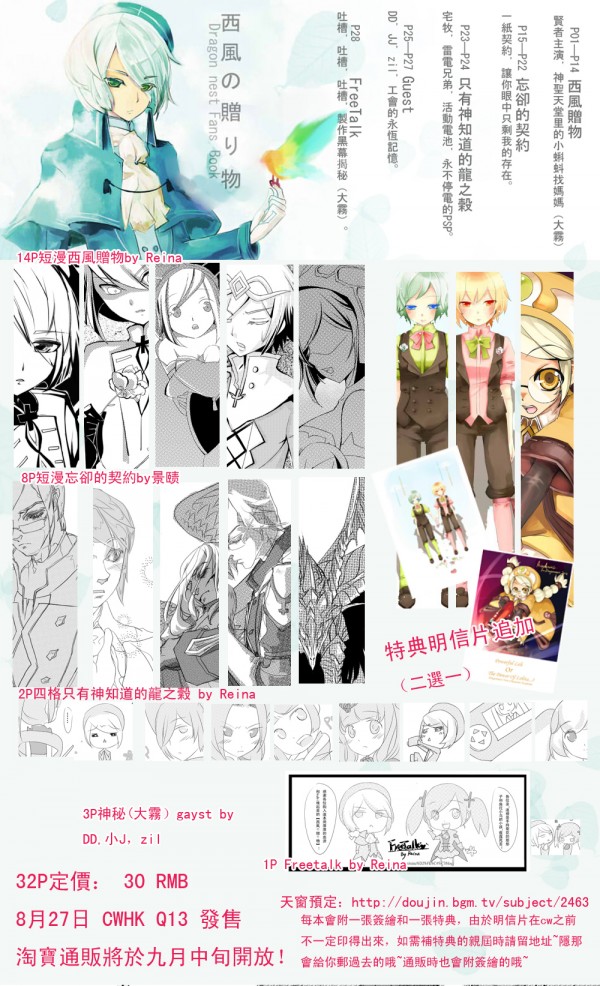 西風の贈り物
Dragon nest Fans Book
P01—P14 西風贈物
賢者主演，神聖天堂里的小蝌蚪找媽媽（大霧）
P15—P22 忘卻的契約
一紙契約，讓你眼中只剩我的存在。
P23—P24 只有神知道的龍之穀
宅牧，雷電兄弟，活動電池，永不停電的PSP。
P25—P27 Guest
DD，JJ，zil，工會的永恆記憶。
P28 FreeTalk
吐槽，吐槽，吐槽，製作黑幕揭秘（大霧）。
14P短漫西風贈物by Reina
8P短漫忘卻的契約by景賾
特典明信片追加
（二選一）
2P四格只有神知道的龍之穀 by Reina
3P神秘(大霧）gayst by
DD,小J，zil
FreeTalk
by Reina
1P Freetalk by Reina
32P定價： 30 RMB
8月27日 CWHK Q13 發售
淘寶通販將於九月中旬開放！
天窗預定：http://doujin.bgm.tv/subject/2463
每本會附一張簽繪和一張特典，由於明信片在cw之前
不一定印得出來，如需補特典的親屆時請留地址~隱那
會給你郵過去的哦~通販時也會附簽繪的哦~